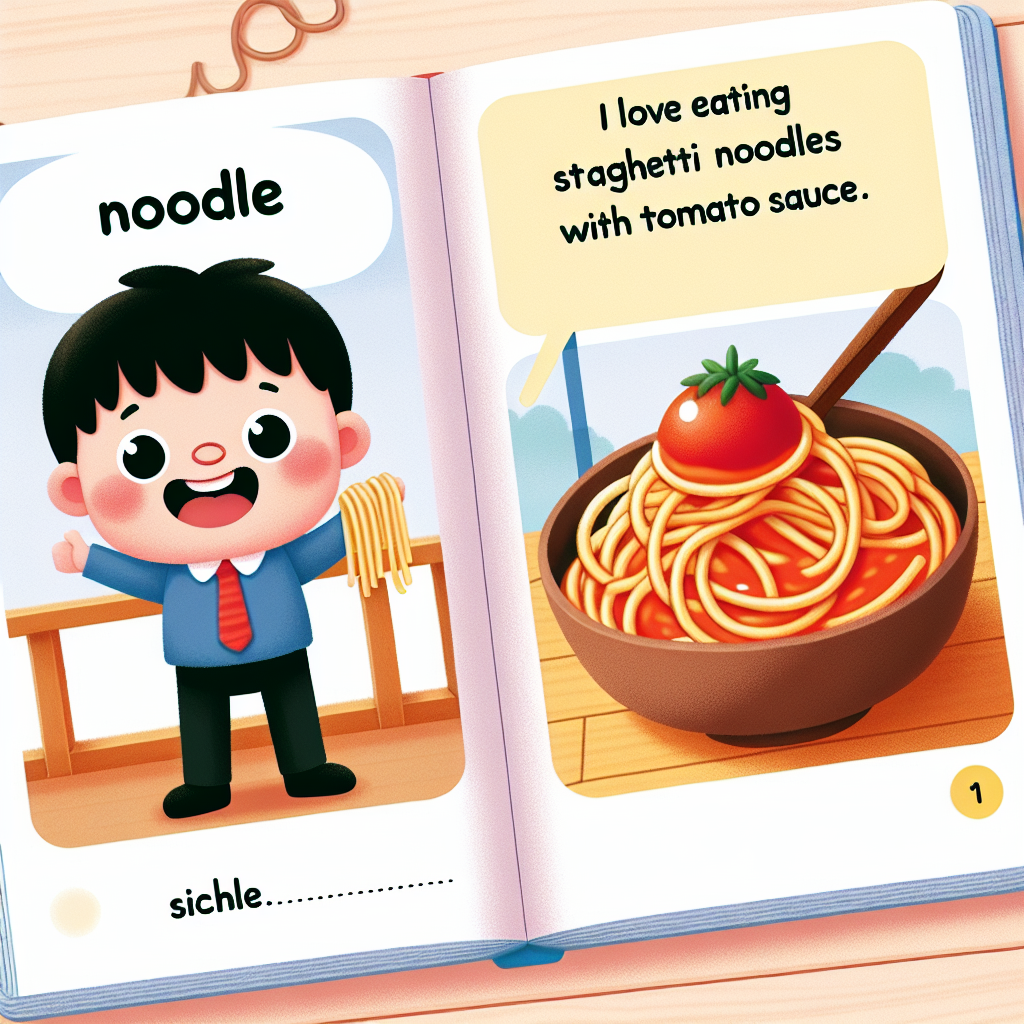 noodle
sichle...................
I love eating
staghetti noodles
with tomato sauce.
1